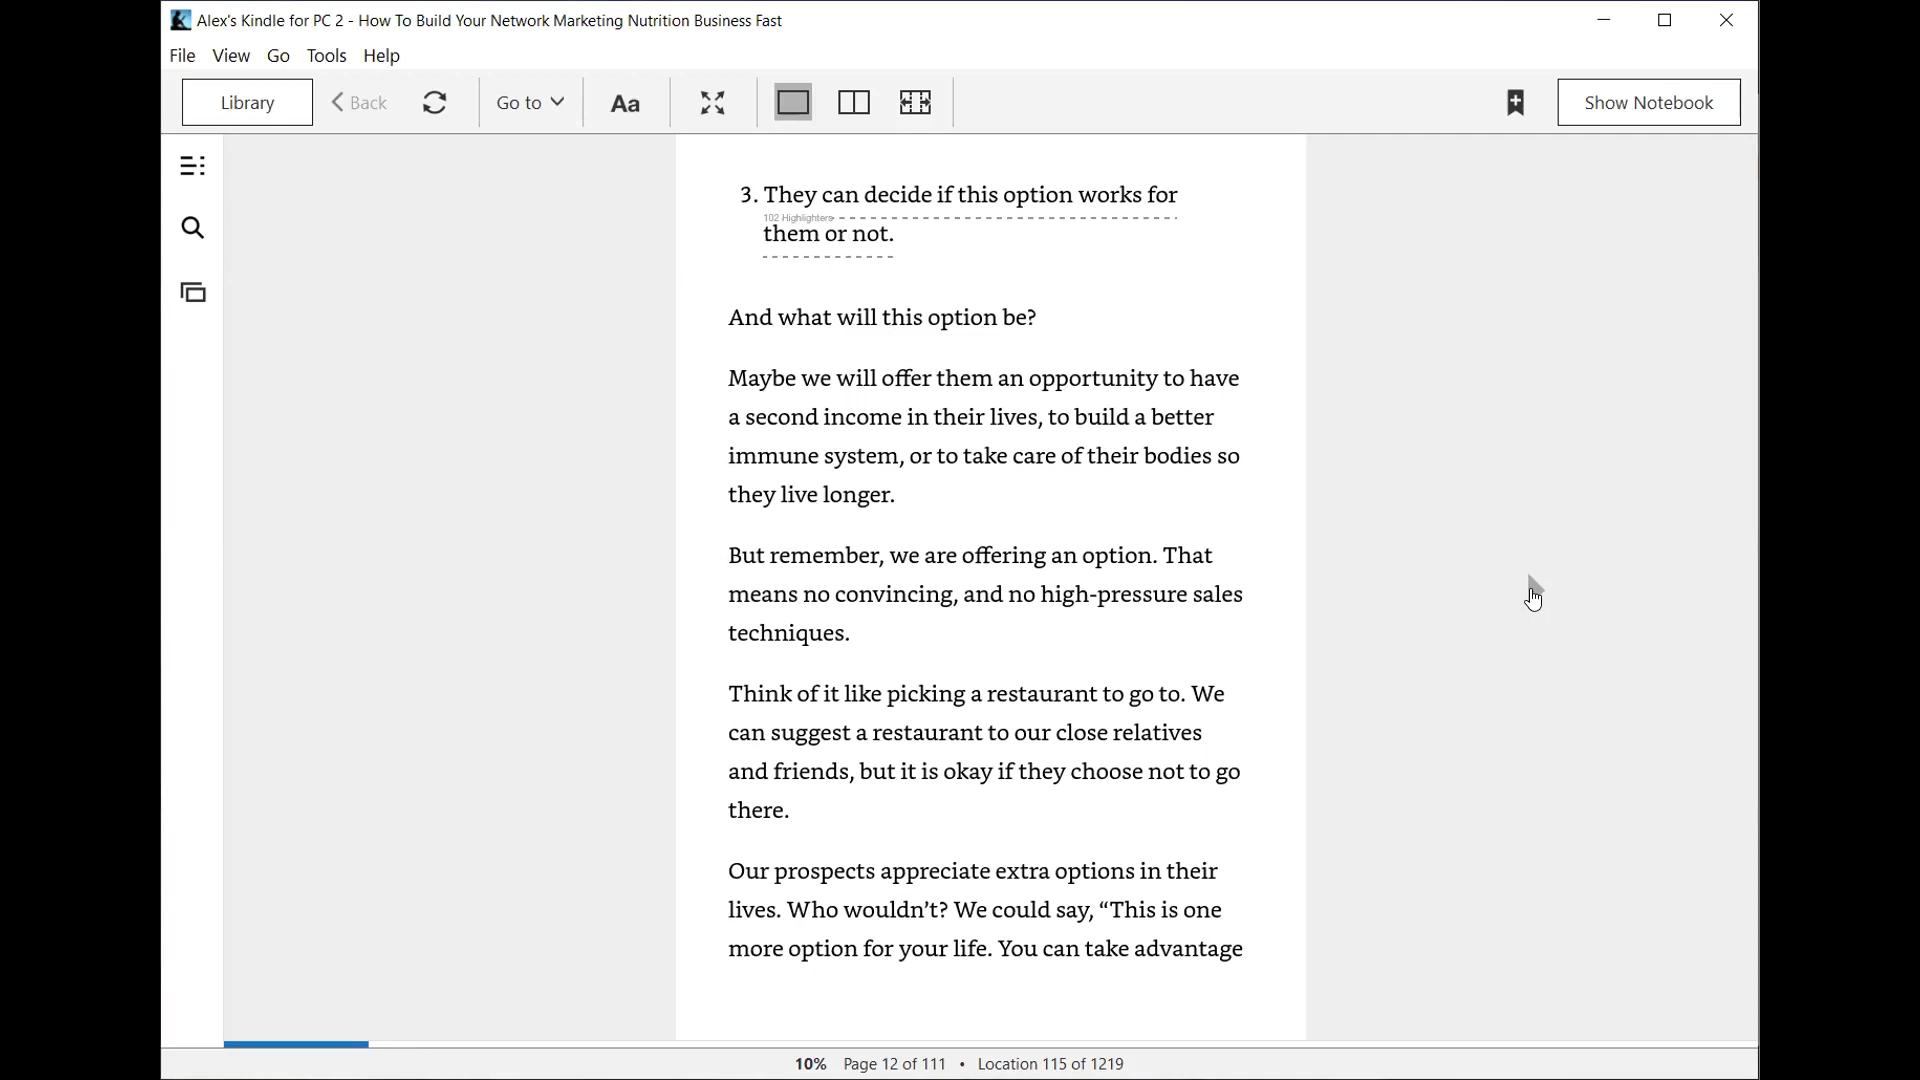 Alex's Kindle for PC 2 - How To Build Your Network Marketing Nutrition Business Fast
File View Go Tools Help
Library Back Go to Aa Show Notebook
3. They can decide if this option works for
102 Highlighters
them or not.
And what will this option be?
Maybe we will offer them an opportunity to have
a second income in their lives, to build a better
immune system, or to take care of their bodies so
they live longer.
But remember, we are offering an option. That
means no convincing, and no high-pressure sales
techniques.
Think of it like picking a restaurant to go to. We
can suggest a restaurant to our close relatives
and friends, but it is okay if they choose not to go
there.
Our prospects appreciate extra options in their
lives. Who wouldn’t? We could say, “This is one
more option for your life. You can take advantage
10% Page 12 of 111 • Location 115 of 1219